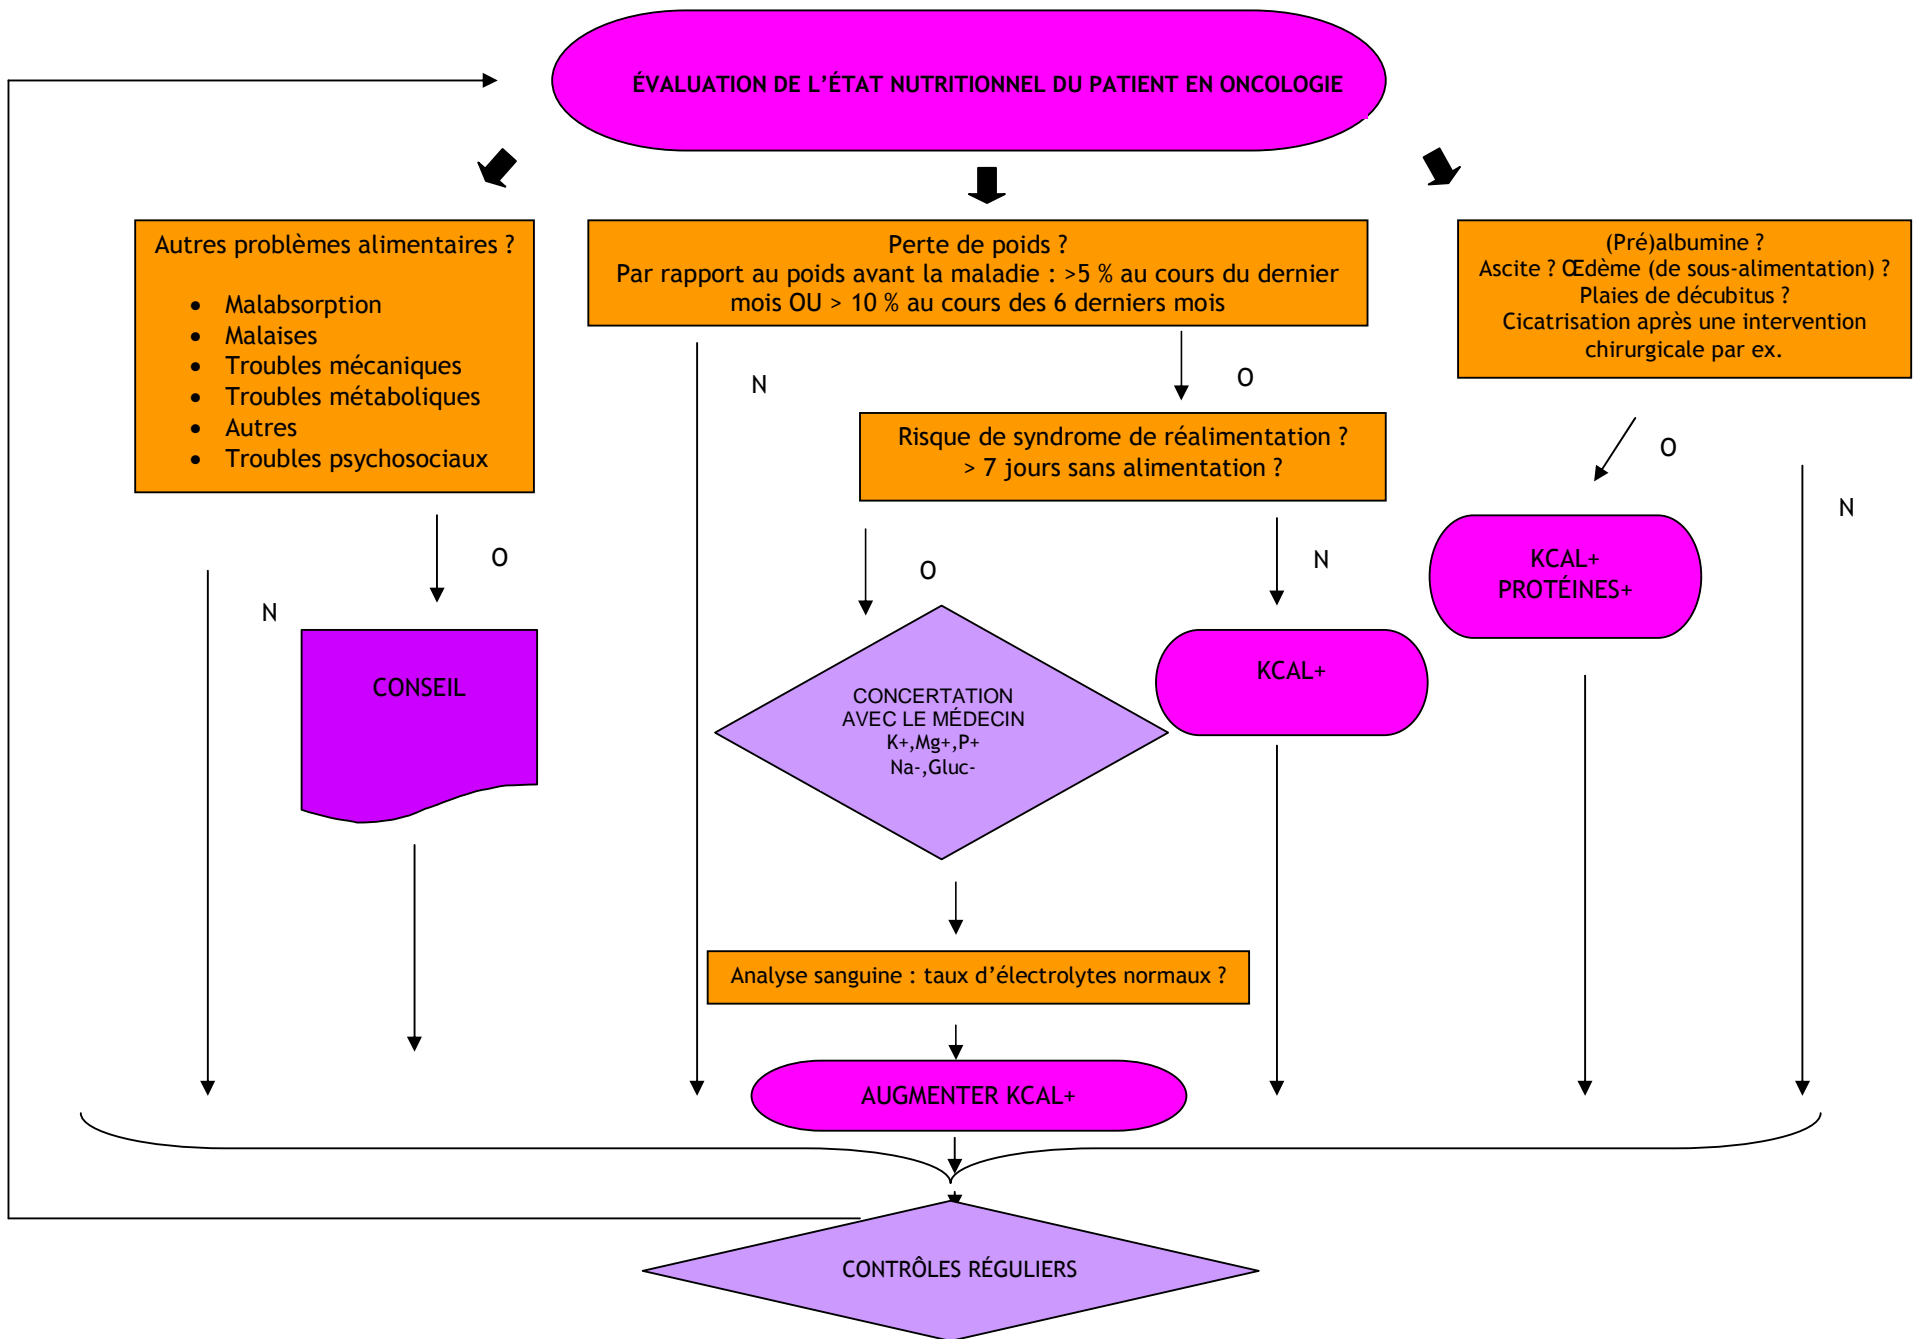 ÉVALUATION DE L’ÉTAT NUTRITIONNEL DU PATIENT EN ONCOLOGIE
Autres problèmes alimentaires ?
• Malabsorption
• Malaises
• Troubles mécaniques
• Troubles métaboliques
• Autres
• Troubles psychosociaux
Perte de poids ?
Par rapport au poids avant la maladie : >5 % au cours du dernier
mois OU > 10 % au cours des 6 derniers mois
(Pré)albumine ?
Ascite ? Œdème (de sous-alimentation) ?
Plaies de décubitus ?
Cicatrisation après une intervention
chirurgicale par ex.
N
O
Risque de syndrome de réalimentation ?
> 7 jours sans alimentation ?
O
N
O
N
O
N
KCAL+
PROTÉINES+
CONSEIL
CONCERTATION
AVEC LE MÉDECIN
K+,Mg+,P+
Na-,Gluc-
KCAL+
Analyse sanguine : taux d’électrolytes normaux ?
AUGMENTER KCAL+
CONTRÔLES RÉGULIERS